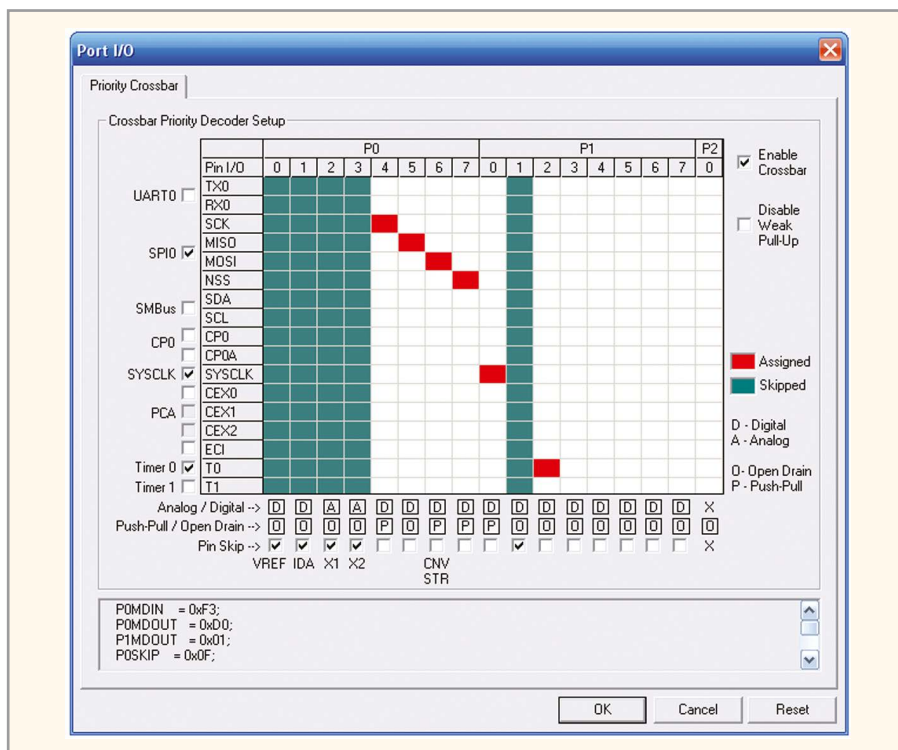 Port I/O
Priority Crossbar
Crossbar Priority Decoder Setup
P0 P1 P2
Pin I/O 0 1 2 3 4 5 6 7 0 1 2 3 4 5 6 7 0
Enable
Crossbar
Disable
Weak
Pull-Up
UART0
TX0
RX0
SPI0
SCK
MISO
MOSI
NSS
SMBus
SDA
SCL
CP0
CP0
CP0A
SYSCLK
SYSCLK
PCA
CEX0
CEX1
CEX2
ECI
Timer 0
T0
Timer 1
T1
Assigned
Skipped
D - Digital
A - Analog
O- Open Drain
P - Push-Pull
Analog / Digital --> D D A A D D D D D D D D D D D D X
Push-Pull / Open Drain --> O O O O P O P P P O O O O O O O O
Pin Skip --> X
VREF IDA X1 X2 CNV
STR
P0MDIN = 0xF3;
P0MDOUT = 0xD0;
P1MDOUT = 0x01;
P0SKIP = 0x0F;
OK Cancel Reset